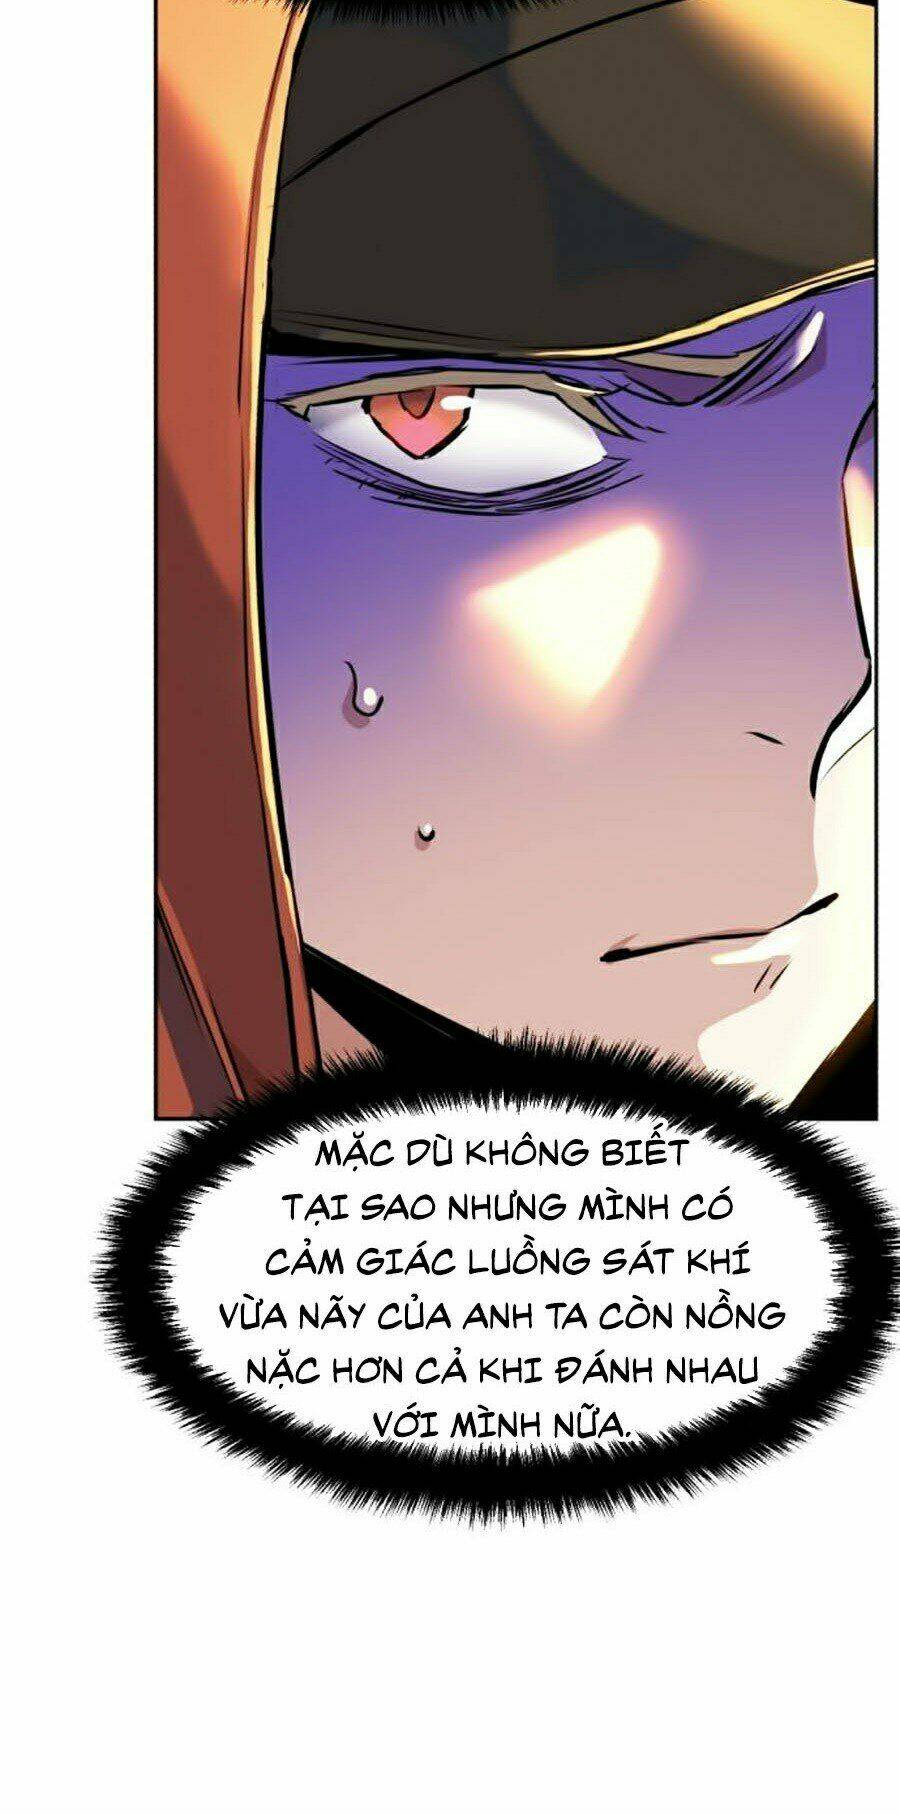 MẶC DÙ KHÔNG BIẾT
TẠI SAO NHƯNG MÌNH CÓ
CẢM GIÁC LUỒNG SÁT KHÍ
VỪA NÃY CỦA ANH TA CÒN NỒNG
NẶC HƠN CẢ KHI ĐÁNH NHAU
VỚI MÌNH NỮA.